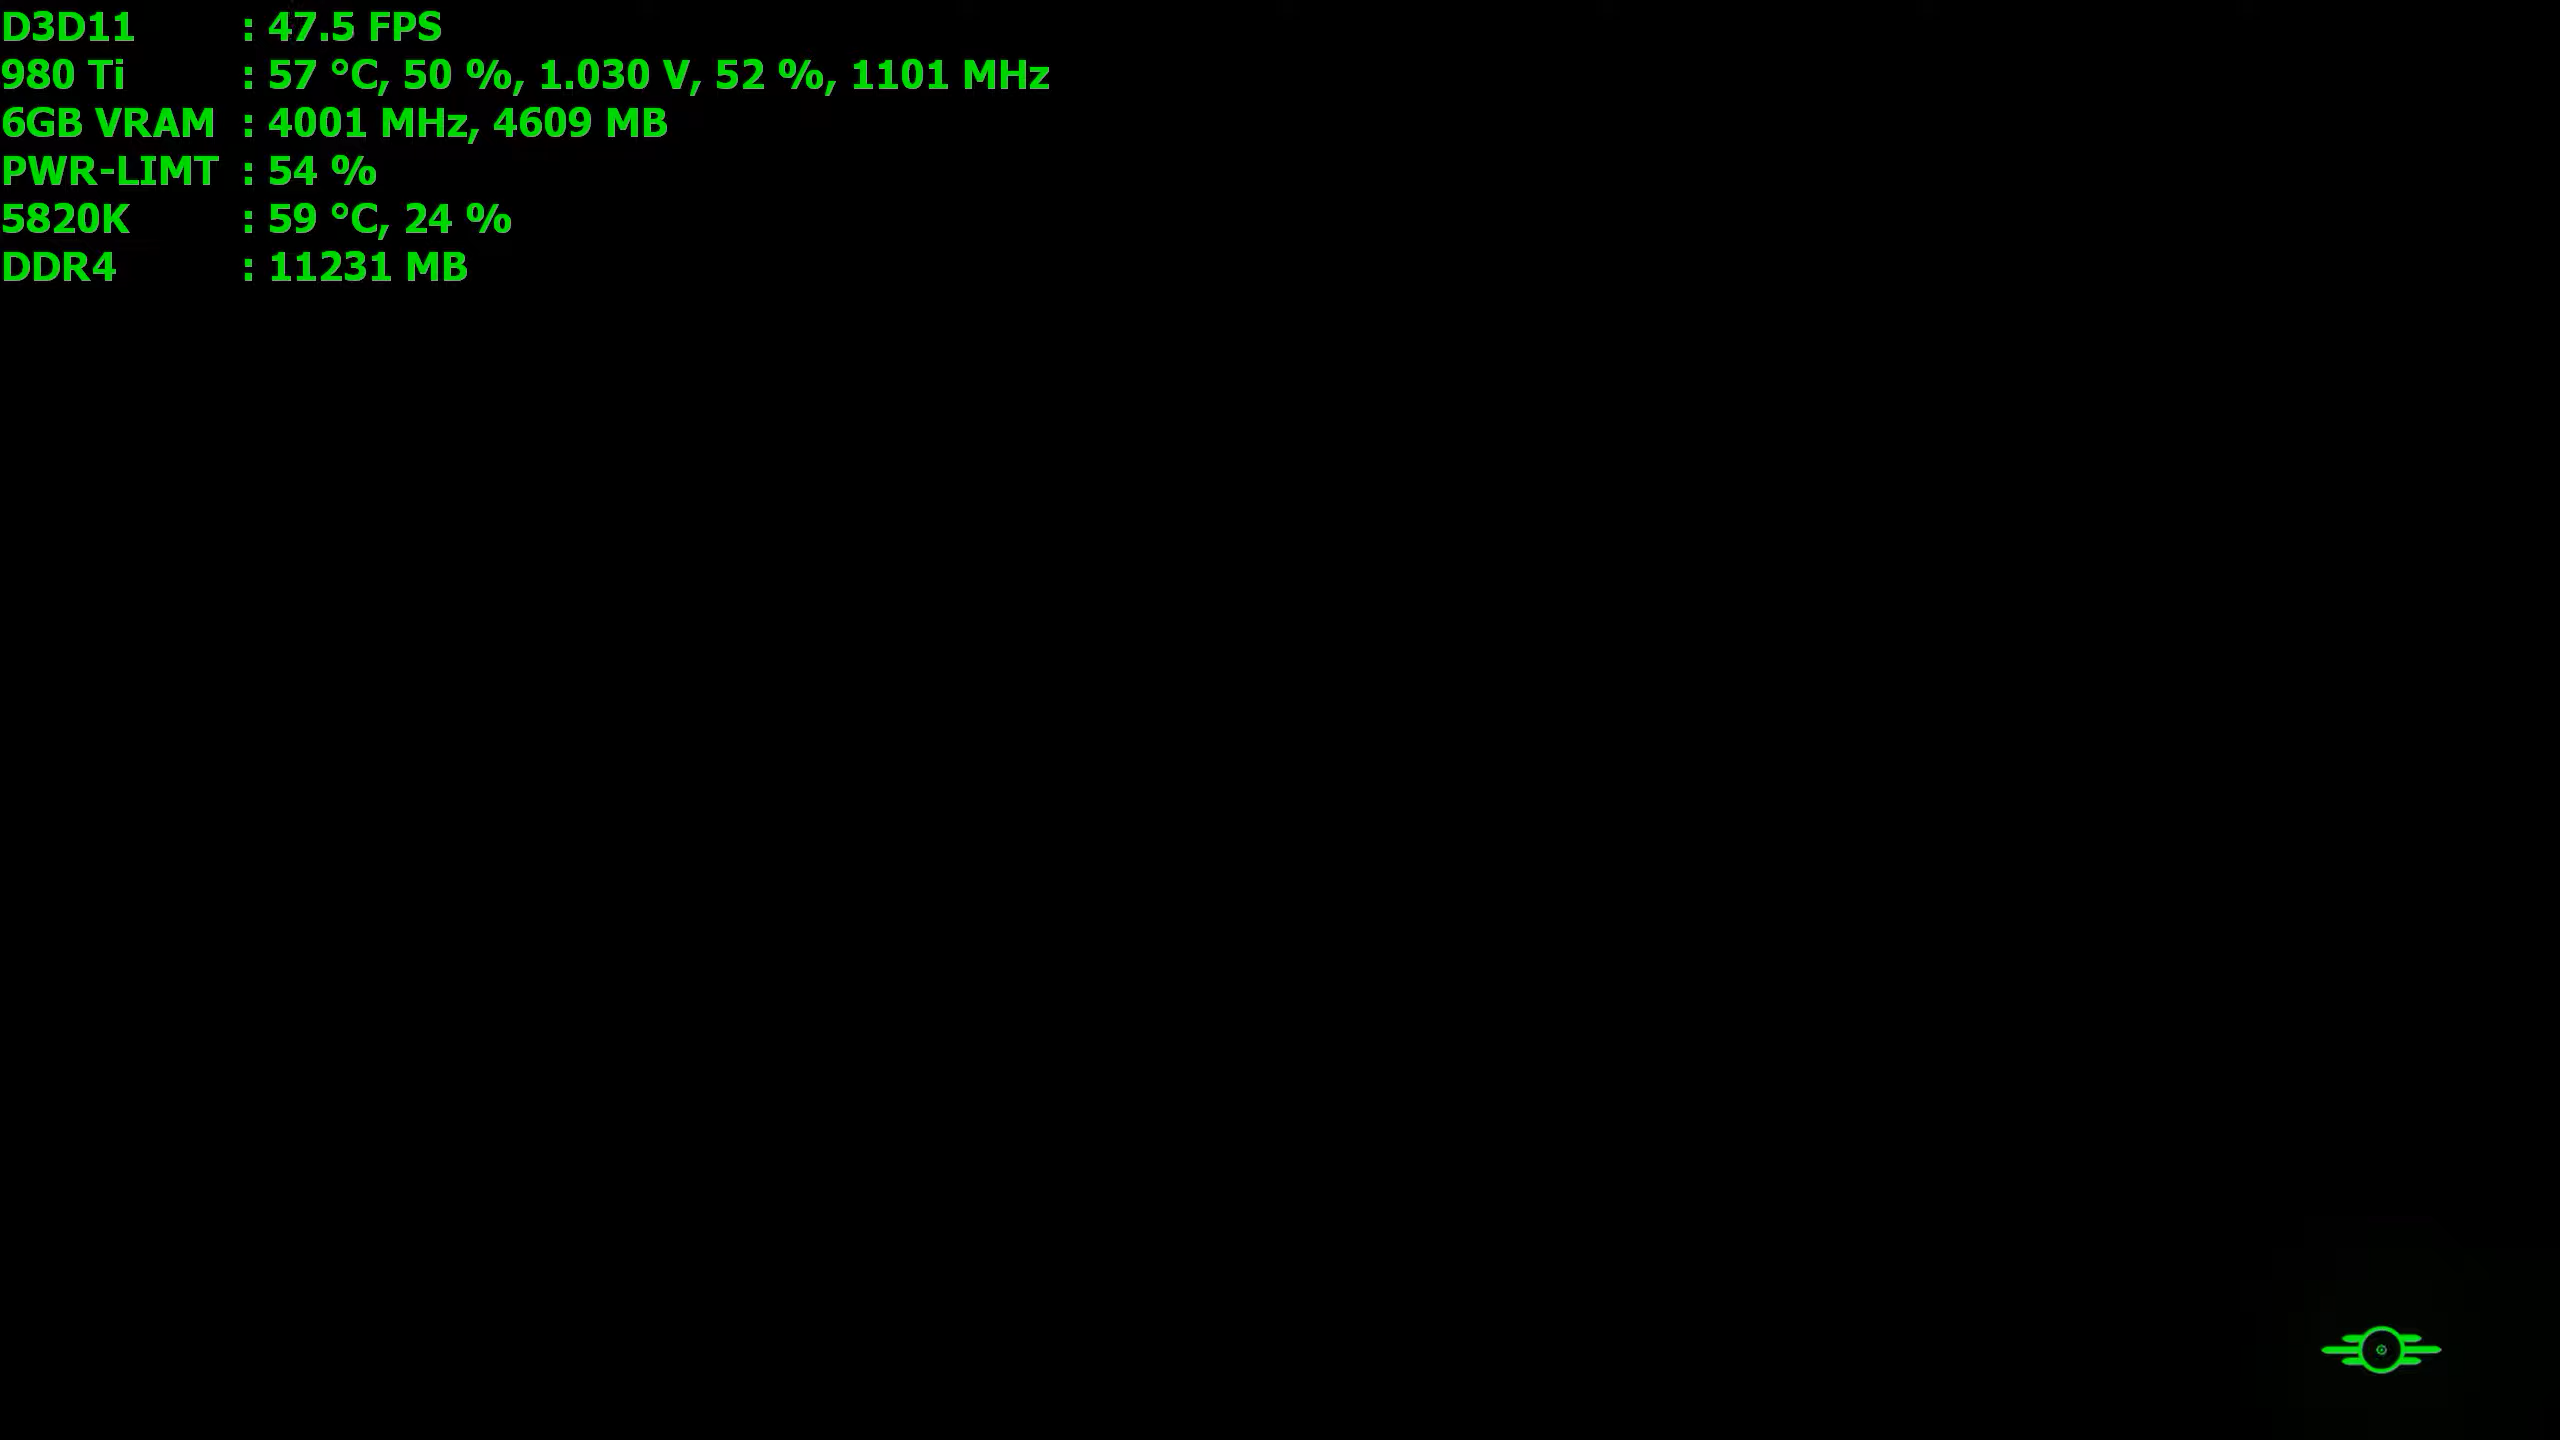 D3D11 : 47.5 FPS
980 Ti : 57 °C, 50 %, 1.030 V, 52 %, 1101 MHz
6GB VRAM : 4001 MHz, 4609 MB
PWR-LIMT : 54 %
5820K : 59 °C, 24 %
DDR4 : 11231 MB